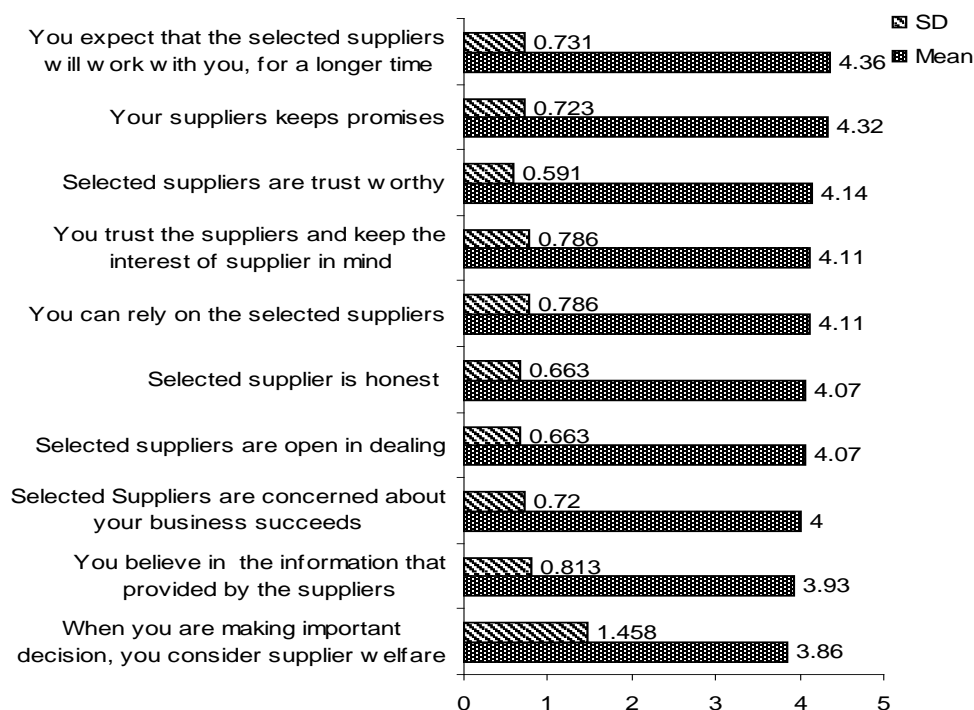 SD
Mean
You expect that the selected suppliers
will work with you, for a longer time
0.731
4.36
Your suppliers keeps promises
0.723
4.32
Selected suppliers are trust worthy
0.591
4.14
You trust the suppliers and keep the
interest of supplier in mind
0.786
4.11
You can rely on the selected suppliers
0.786
4.11
Selected supplier is honest
0.663
4.07
Selected suppliers are open in dealing
0.663
4.07
Selected Suppliers are concerned about
your business succeeds
0.72
4
You believe in the information that
provided by the suppliers
0.813
3.93
When you are making important
decision, you consider supplier welfare
1.458
3.86
0 1 2 3 4 5